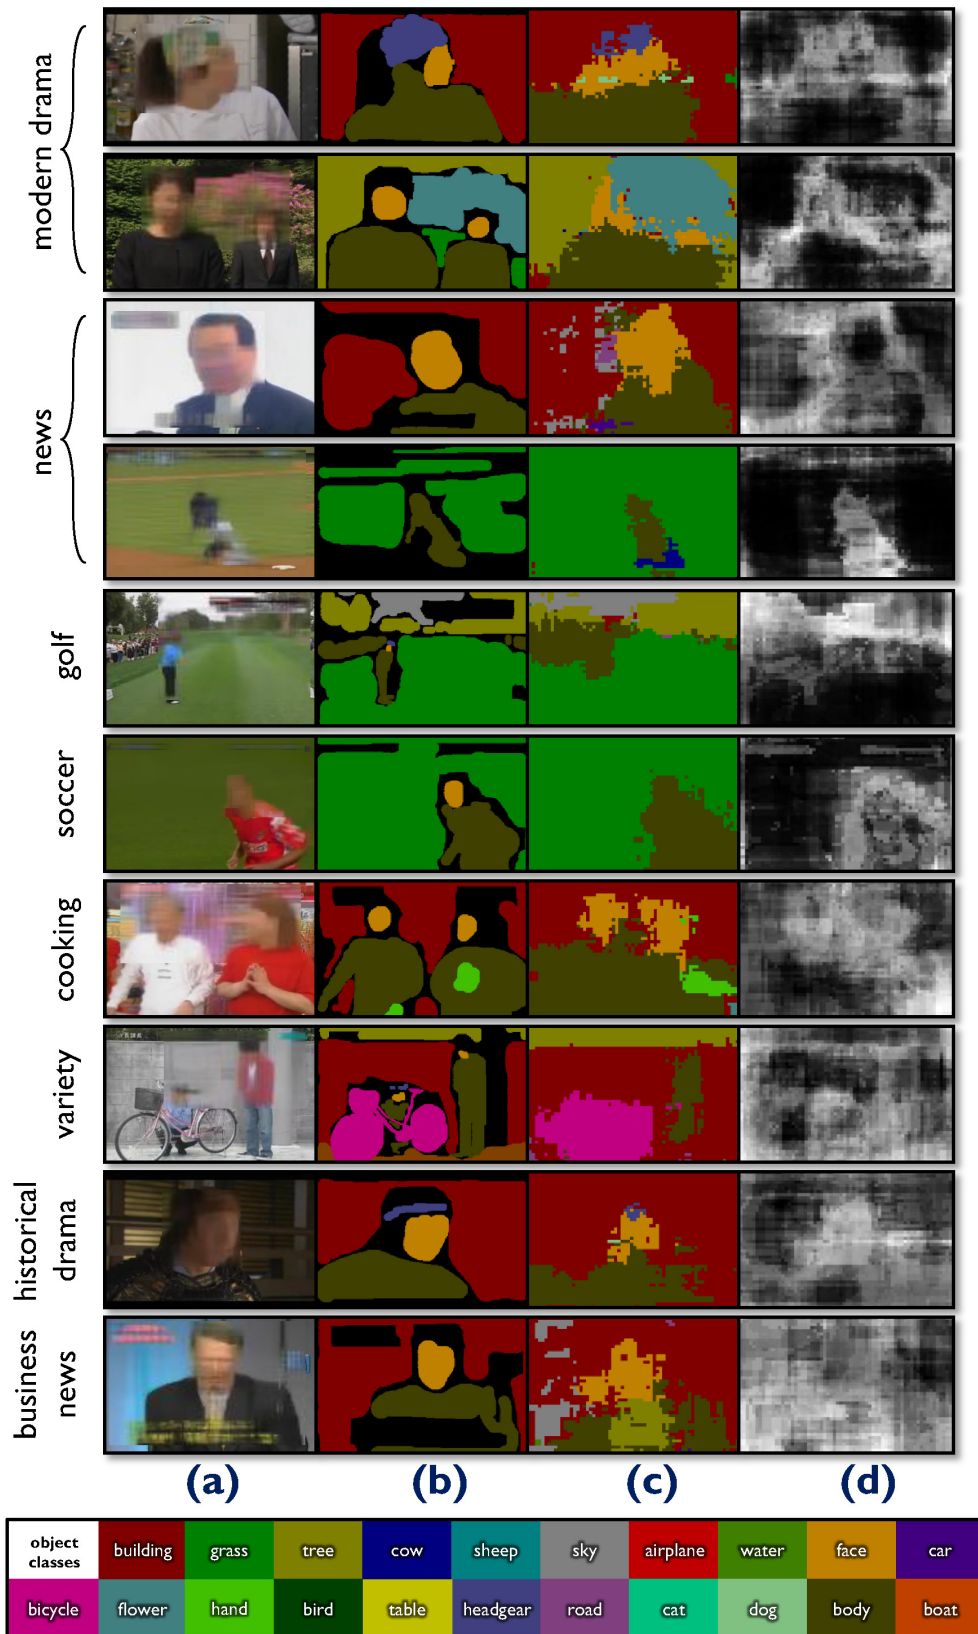 modern drama
news
golf
soccer
cooking
variety
historical
drama
business
news
(a) (b) (c) (d)
object
classes
building grass tree cow sheep sky airplane water face car
bicycle flower hand bird table headgear road cat dog body boat